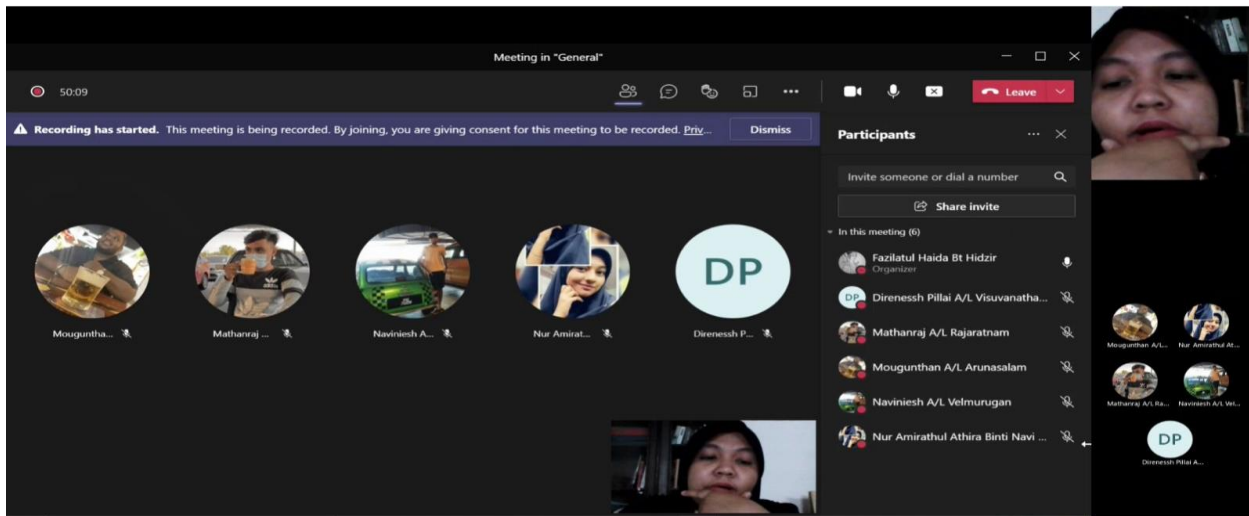 Meeting in "General"
50:09
Leave
Recording has started. This meeting is being recorded. By joining, you are giving consent for this meeting to be recorded. Priv...
Dismiss
Mouguntha...
Mathanraj ...
Naviniesh A...
Nur Amirat...
DP
Direnessh P...
Participants
Invite someone or dial a number
Share invite
In this meeting (6)
Fazilatul Haida Bt Hidzir
Organizer
DP
Direnessh Pillai A/L Visuvanatha...
Mathanraj A/L Rajaratnam
Mougunthan A/L Arunasalam
Naviniesh A/L Velmurugan
Nur Amirathul Athira Binti Navi ...
Mougunthan A/L...
Nur Amirathul At...
Mathanraj A/L Ra...
Naviniesh A/L Vel...
DP
Direnessh Pillai A...